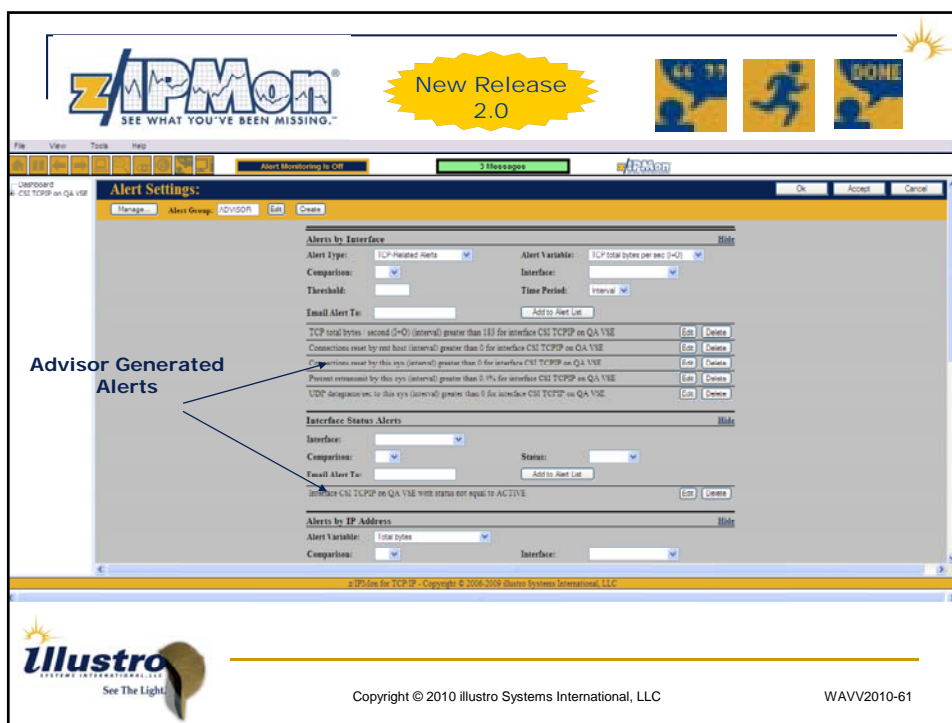 z/IPMon®
SEE WHAT YOU'VE BEEN MISSING.™
New Release
2.0
DONE
File View Tools Help
Alert Monitoring Is Off
3 Messages
z/IPMon
Dashboard
CSI TCPIP on QA VSE
Alert Settings:
Ok Accept Cancel
Manage... Alert Group: ADVISOR Edit Create
Alerts by Interface Hide
Alert Type: TCP-Related Alerts Alert Variable: TCP total bytes per sec (I+O)
Comparison: Interface:
Threshold: Time Period: Interval
Email Alert To: Add to Alert List
TCP total bytes / second (I+O) (interval) greater than 183 for interface CSI TCPIP on QA VSE Edit Delete
Connections reset by rmt host (interval) greater than 0 for interface CSI TCPIP on QA VSE Edit Delete
Connections reset by this sys (interval) greater than 0 for interface CSI TCPIP on QA VSE Edit Delete
Percent retransmit by this sys (interval) greater than 0.4% for interface CSI TCPIP on QA VSE Edit Delete
UDP datagrams/sec to this sys (interval) greater than 0 for interface CSI TCPIP on QA VSE Edit Delete
Advisor Generated
Alerts
Interface Status Alerts Hide
Interface:
Comparison: Status:
Email Alert To: Add to Alert List
Interface CSI TCPIP on QA VSE with status not equal to ACTIVE Edit Delete
Alerts by IP Address Hide
Alert Variable: Total bytes
Comparison: Interface:
z/IPMon for TCP/IP - Copyright © 2006-2009 illustro Systems International, LLC
illustro
SYSTEMS INTERNATIONAL, LLC
See The Light.
Copyright © 2010 illustro Systems International, LLC
WAVV2010-61